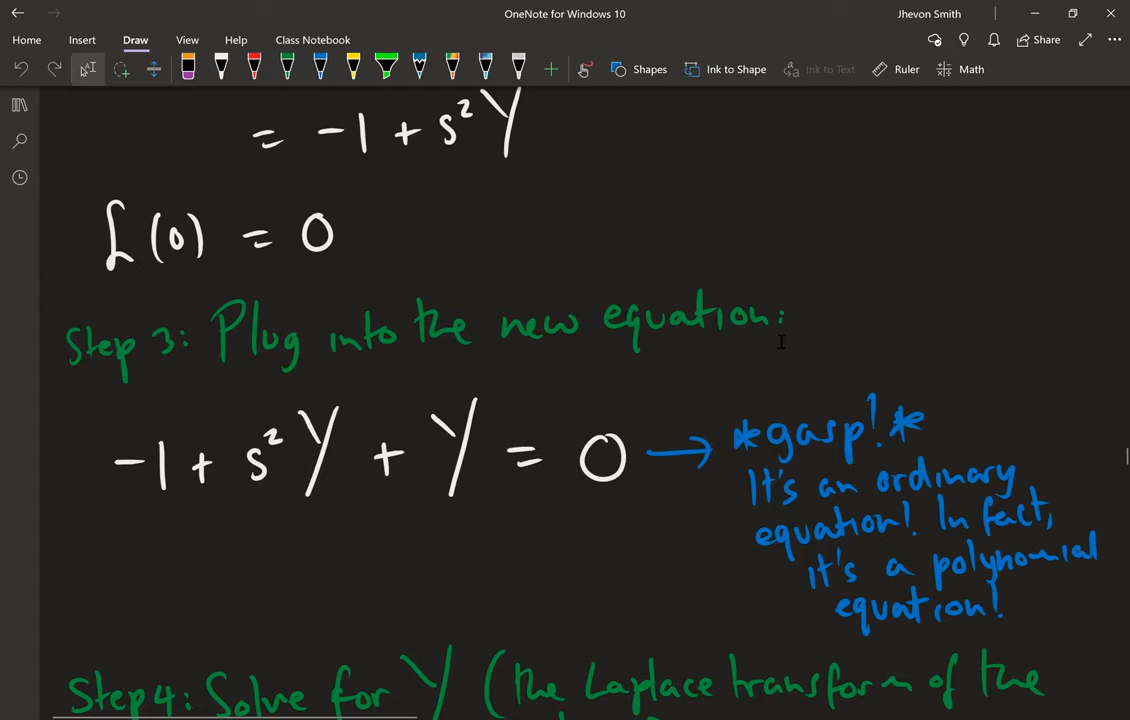 OneNote for Windows 10
Jhevon Smith
Home Insert Draw View Help Class Notebook
Share
Shapes Ink to Shape Ink to Text Ruler Math
= -1 + s² Y
ℒ(0) = 0
Step 3: Plug into the new equation:
-1 + s² Y + Y = 0 → *gasp!*
It's an ordinary
equation! In fact,
it's a polynomial
equation!
Step 4: Solve for Y (the Laplace transform of the